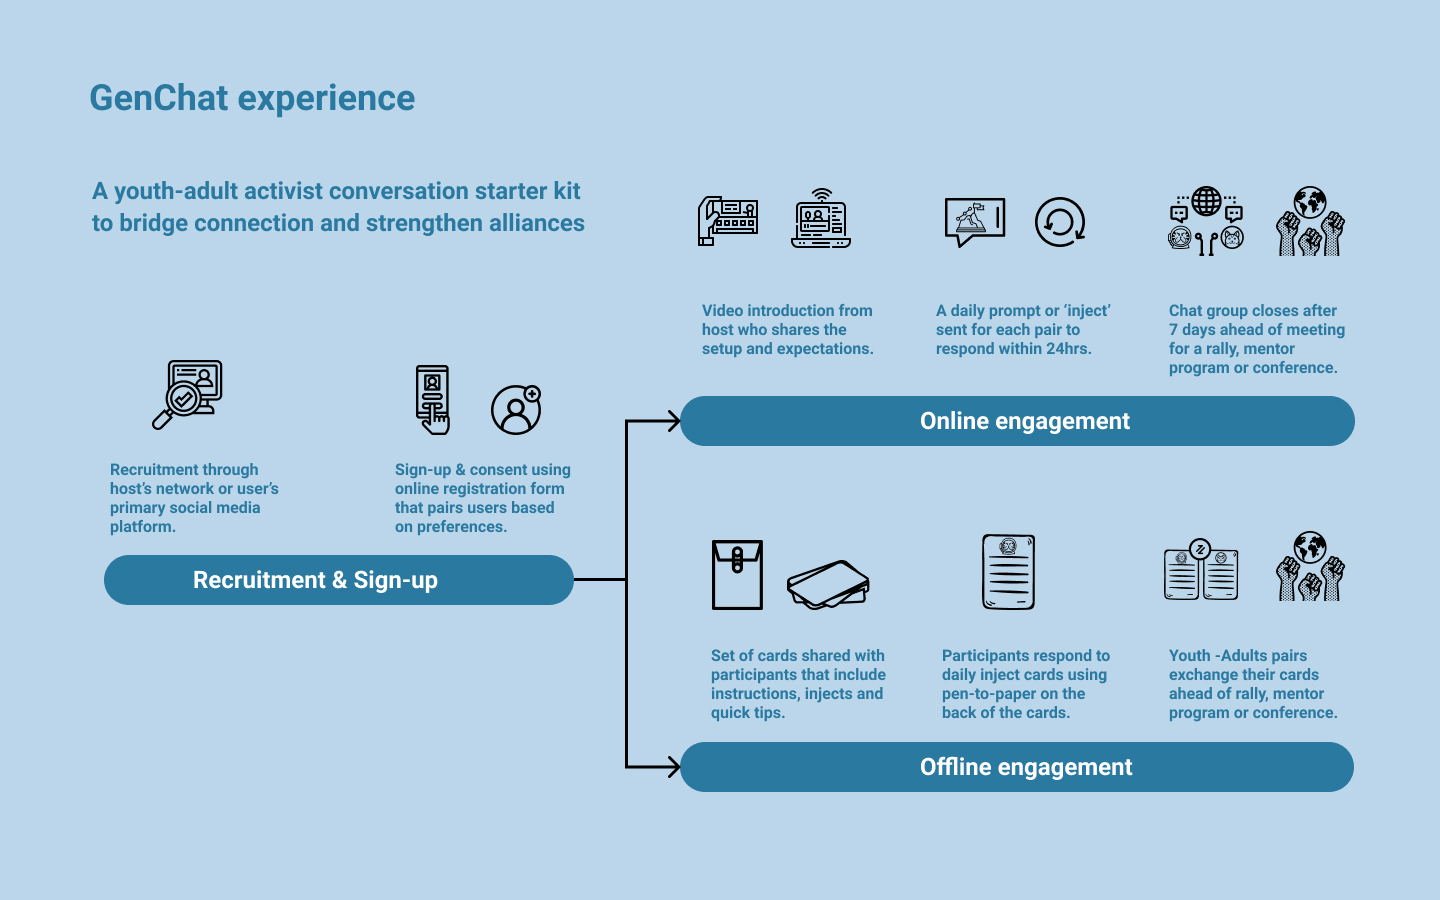 GenChat experience
A youth-adult activist conversation starter kit
to bridge connection and strengthen alliances
Recruitment through
host’s network or user’s
primary social media
platform.
Sign-up & consent using
online registration form
that pairs users based
on preferences.
Recruitment & Sign-up
Video introduction from
host who shares the
setup and expectations.
A daily prompt or ‘inject’
sent for each pair to
respond within 24hrs.
Chat group closes after
7 days ahead of meeting
for a rally, mentor
program or conference.
Online engagement
Set of cards shared with
participants that include
instructions, injects and
quick tips.
Participants respond to
daily inject cards using
pen-to-paper on the
back of the cards.
Youth -Adults pairs
exchange their cards
ahead of rally, mentor
program or conference.
Offline engagement